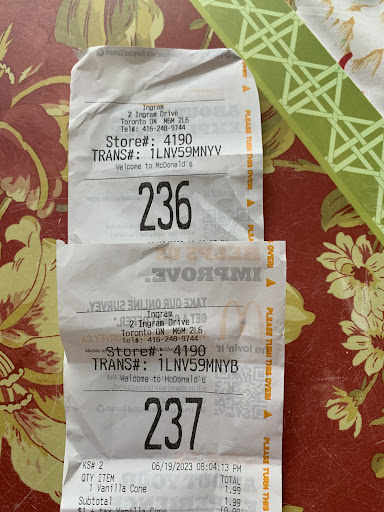 Ingram
2 Ingram Drive
Toronto ON M6M 2L6
Tel#: 416-248-9744
Store#: 4190
TRANS#: 1LNV59MNYV
Welcome to McDonald's
236
PLEASE TURN THIS OVER!
HELPS U
IMPROVE.
TAKE OUR ONLINE SURVEY.
Ingram
2 Ingram Drive
Toronto ON M6M 2L6
Tel#: 416-248-9744
Store#: 4190
TRANS#: 1LNV59MNYB
Welcome to McDonald's
237
PLEASE TURN THIS OVER!
m lovin' it
PLEASE TURN THIS
KS# 2 06/19/2023 08:04:13 PM
QTY ITEM TOTAL
1 Vanilla Cone 1.99
Subtotal 1.99